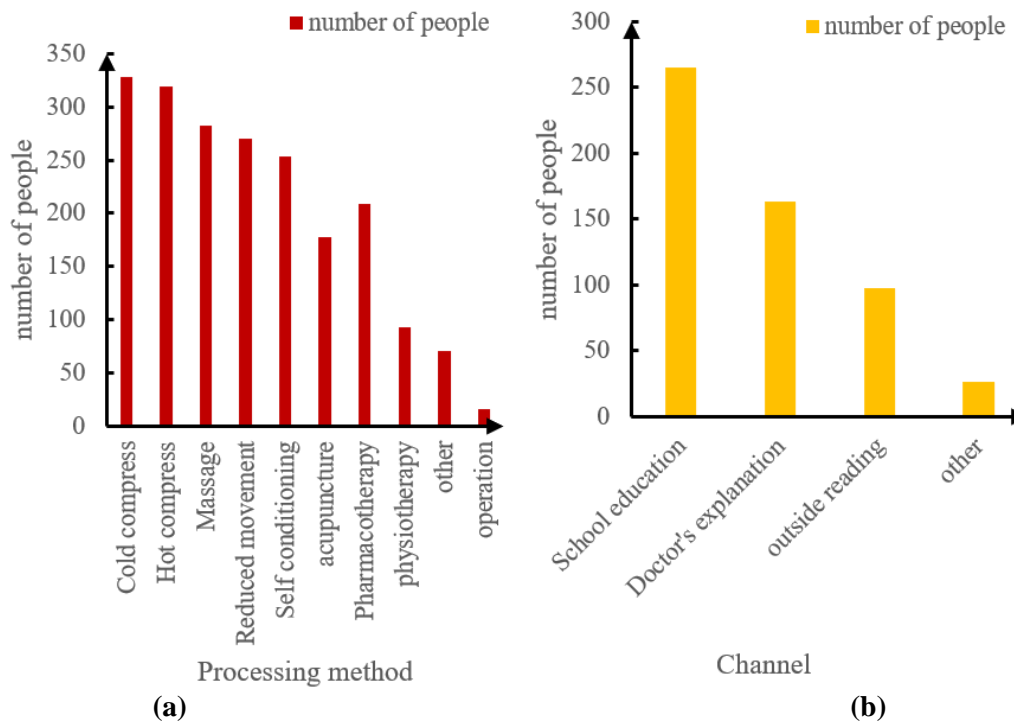 number of people
350
300
250
200
150
100
50
0
number of people
Cold compress
Hot compress
Massage
Reduced movement
Self conditioning
acupuncture
Pharmacotherapy
physiotherapy
other
operation
Processing method
(a)
number of people
300
250
200
150
100
50
0
number of people
School education
Doctor's explanation
outside reading
other
Channel
(b)